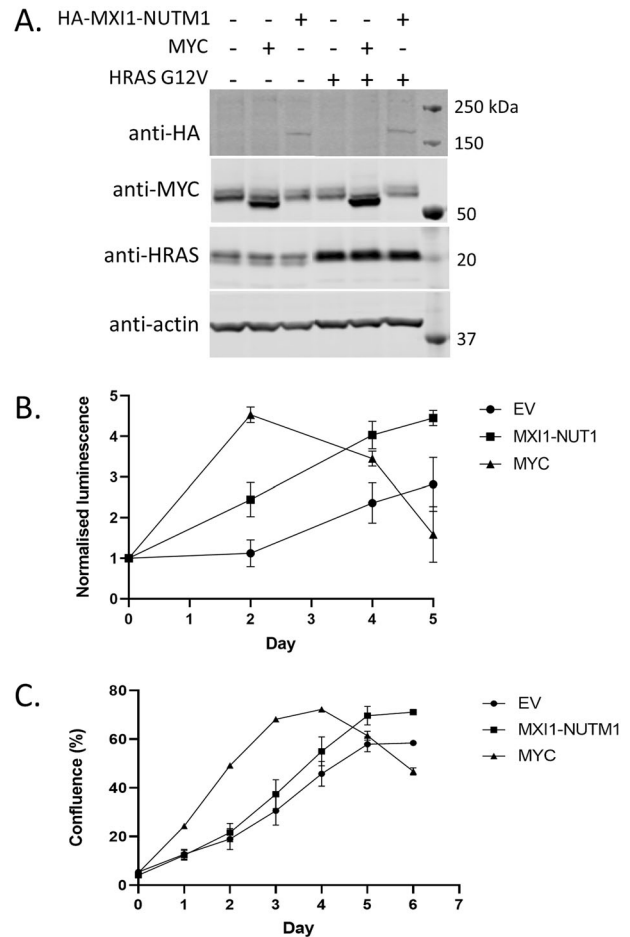 A.
HA-MXI1-NUTM1 - - + - - +
MYC - + - - + -
HRAS G12V - - - + + +
anti-HA
250 kDa
150
anti-MYC
50
anti-HRAS
20
anti-actin
37
B.
Normalised luminescence
5
4
3
2
1
0
0 1 2 3 4 5
Day
EV
MXI1-NUT1
MYC
C.
Confluence (%)
80
60
40
20
0
0 1 2 3 4 5 6 7
Day
EV
MXI1-NUTM1
MYC